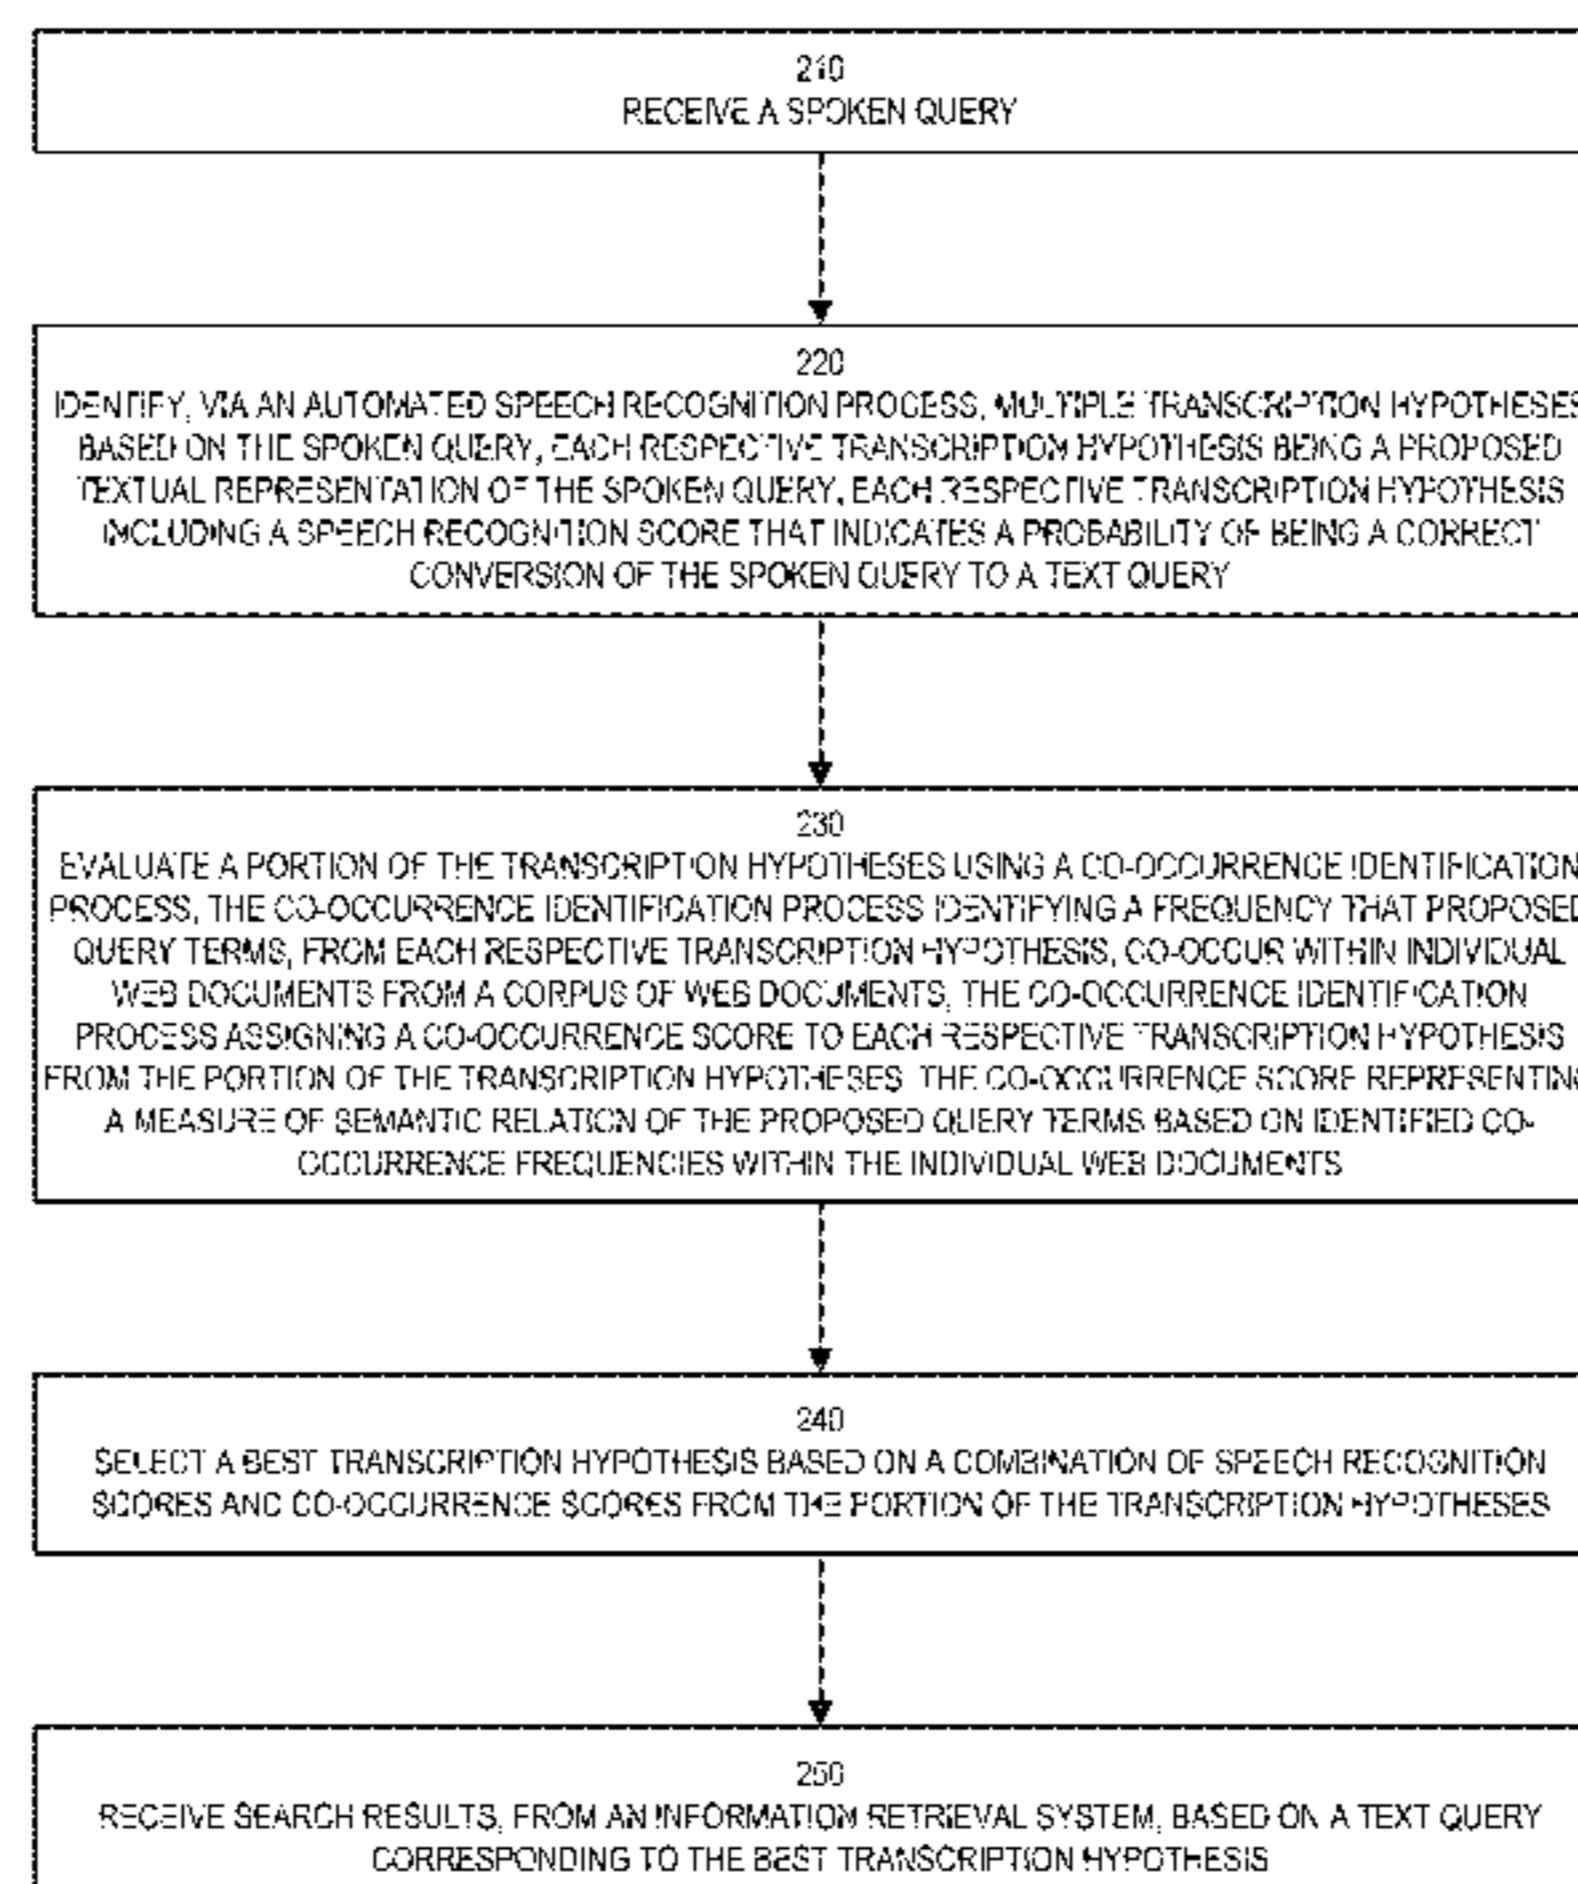 210
RECEIVE A SPOKEN QUERY
220
IDENTIFY, VIA AN AUTOMATED SPEECH RECOGNITION PROCESS, MULTIPLE TRANSCRIPTION HYPOTHESES
BASED ON THE SPOKEN QUERY, EACH RESPECTIVE TRANSCRIPTION HYPOTHESIS BEING A PROPOSED
TEXTUAL REPRESENTATION OF THE SPOKEN QUERY, EACH RESPECTIVE TRANSCRIPTION HYPOTHESIS
INCLUDING A SPEECH RECOGNITION SCORE THAT INDICATES A PROBABILITY OF BEING A CORRECT
CONVERSION OF THE SPOKEN QUERY TO A TEXT QUERY
230
EVALUATE A PORTION OF THE TRANSCRIPTION HYPOTHESES USING A CO-OCCURRENCE IDENTIFICATION
PROCESS, THE CO-OCCURRENCE IDENTIFICATION PROCESS IDENTIFYING A FREQUENCY THAT PROPOSED
QUERY TERMS, FROM EACH RESPECTIVE TRANSCRIPTION HYPOTHESIS, CO-OCCUR WITHIN INDIVIDUAL
WEB DOCUMENTS FROM A CORPUS OF WEB DOCUMENTS, THE CO-OCCURRENCE IDENTIFICATION
PROCESS ASSIGNING A CO-OCCURRENCE SCORE TO EACH RESPECTIVE TRANSCRIPTION HYPOTHESIS
FROM THE PORTION OF THE TRANSCRIPTION HYPOTHESES, THE CO-OCCURRENCE SCORE REPRESENTING
A MEASURE OF SEMANTIC RELATION OF THE PROPOSED QUERY TERMS BASED ON IDENTIFIED CO-
OCCURRENCE FREQUENCIES WITHIN THE INDIVIDUAL WEB DOCUMENTS
240
SELECT A BEST TRANSCRIPTION HYPOTHESIS BASED ON A COMBINATION OF SPEECH RECOGNITION
SCORES AND CO-OCCURRENCE SCORES FROM THE PORTION OF THE TRANSCRIPTION HYPOTHESES
250
RECEIVE SEARCH RESULTS, FROM AN INFORMATION RETRIEVAL SYSTEM, BASED ON A TEXT QUERY
CORRESPONDING TO THE BEST TRANSCRIPTION HYPOTHESIS